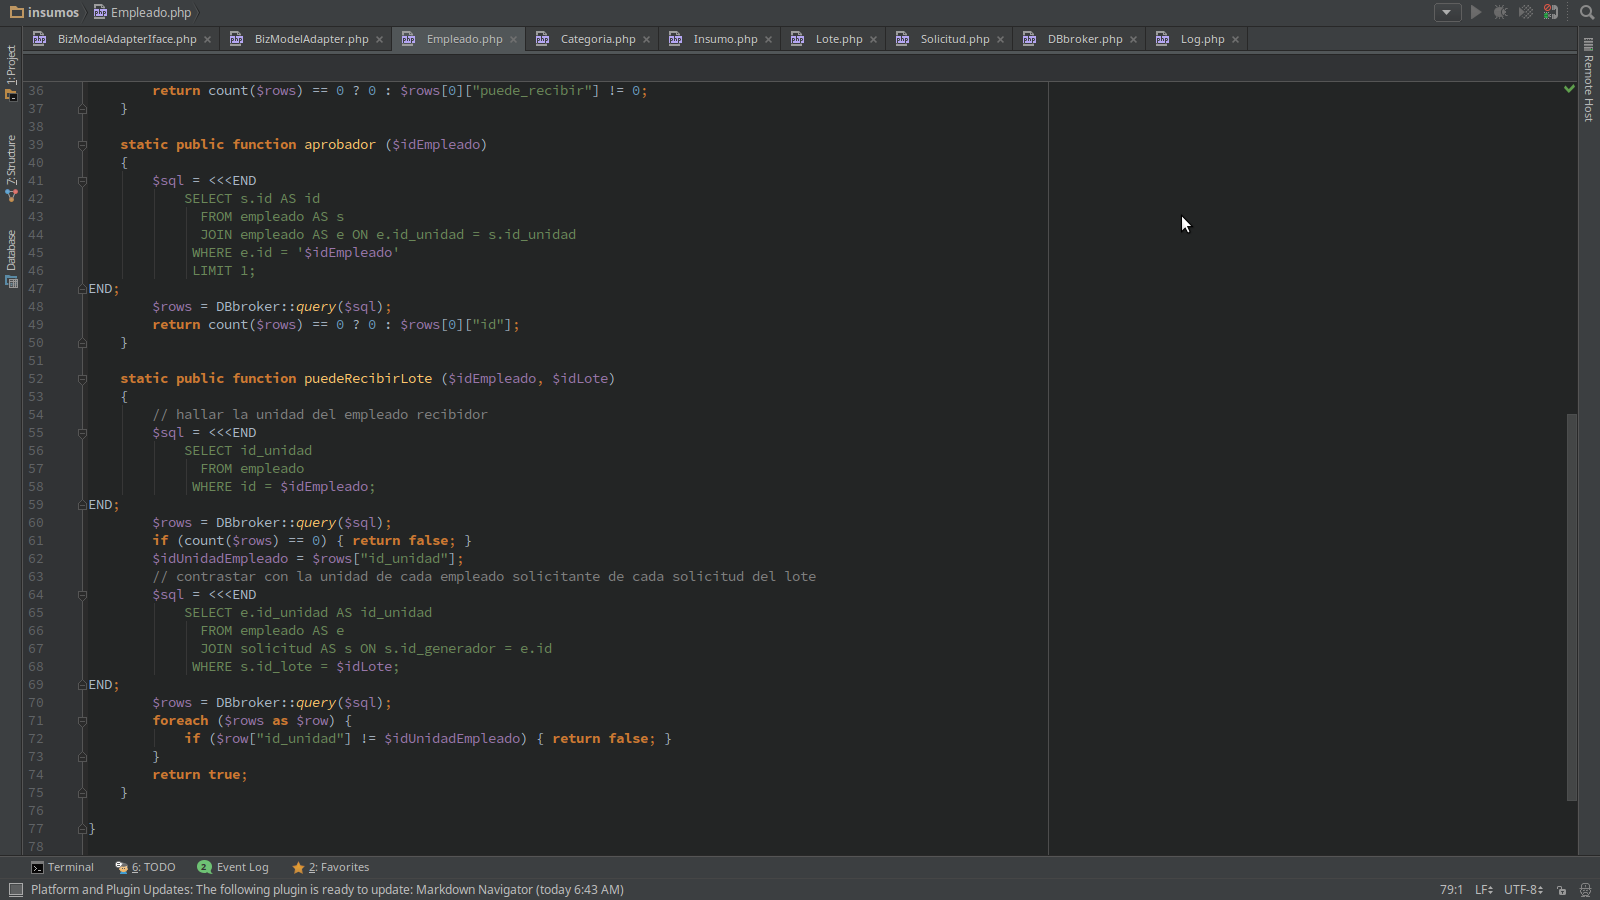 insumos Empleado.php
BizModelAdapterIface.php BizModelAdapter.php Empleado.php Categoria.php Insumo.php Lote.php Solicitud.php DBbroker.php Log.php
1: Project
7: Structure
Database
Remote Host
36 return count($rows) == 0 ? 0 : $rows[0]["puede_recibir"] != 0;
37 }
38
39 static public function aprobador ($idEmpleado)
40 {
41 $sql = <<<END
42 SELECT s.id AS id
43 FROM empleado AS s
44 JOIN empleado AS e ON e.id_unidad = s.id_unidad
45 WHERE e.id = '$idEmpleado'
46 LIMIT 1;
47 END;
48 $rows = DBbroker::query($sql);
49 return count($rows) == 0 ? 0 : $rows[0]["id"];
50 }
51
52 static public function puedeRecibirLote ($idEmpleado, $idLote)
53 {
54 // hallar la unidad del empleado recibidor
55 $sql = <<<END
56 SELECT id_unidad
57 FROM empleado
58 WHERE id = $idEmpleado;
59 END;
60 $rows = DBbroker::query($sql);
61 if (count($rows) == 0) { return false; }
62 $idUnidadEmpleado = $rows["id_unidad"];
63 // contrastar con la unidad de cada empleado solicitante de cada solicitud del lote
64 $sql = <<<END
65 SELECT e.id_unidad AS id_unidad
66 FROM empleado AS e
67 JOIN solicitud AS s ON s.id_generador = e.id
68 WHERE s.id_lote = $idLote;
69 END;
70 $rows = DBbroker::query($sql);
71 foreach ($rows as $row) {
72 if ($row["id_unidad"] != $idUnidadEmpleado) { return false; }
73 }
74 return true;
75 }
76
77 }
78
Terminal 6: TODO 2 Event Log 2: Favorites
Platform and Plugin Updates: The following plugin is ready to update: Markdown Navigator (today 6:43 AM) 79:1 LF UTF-8